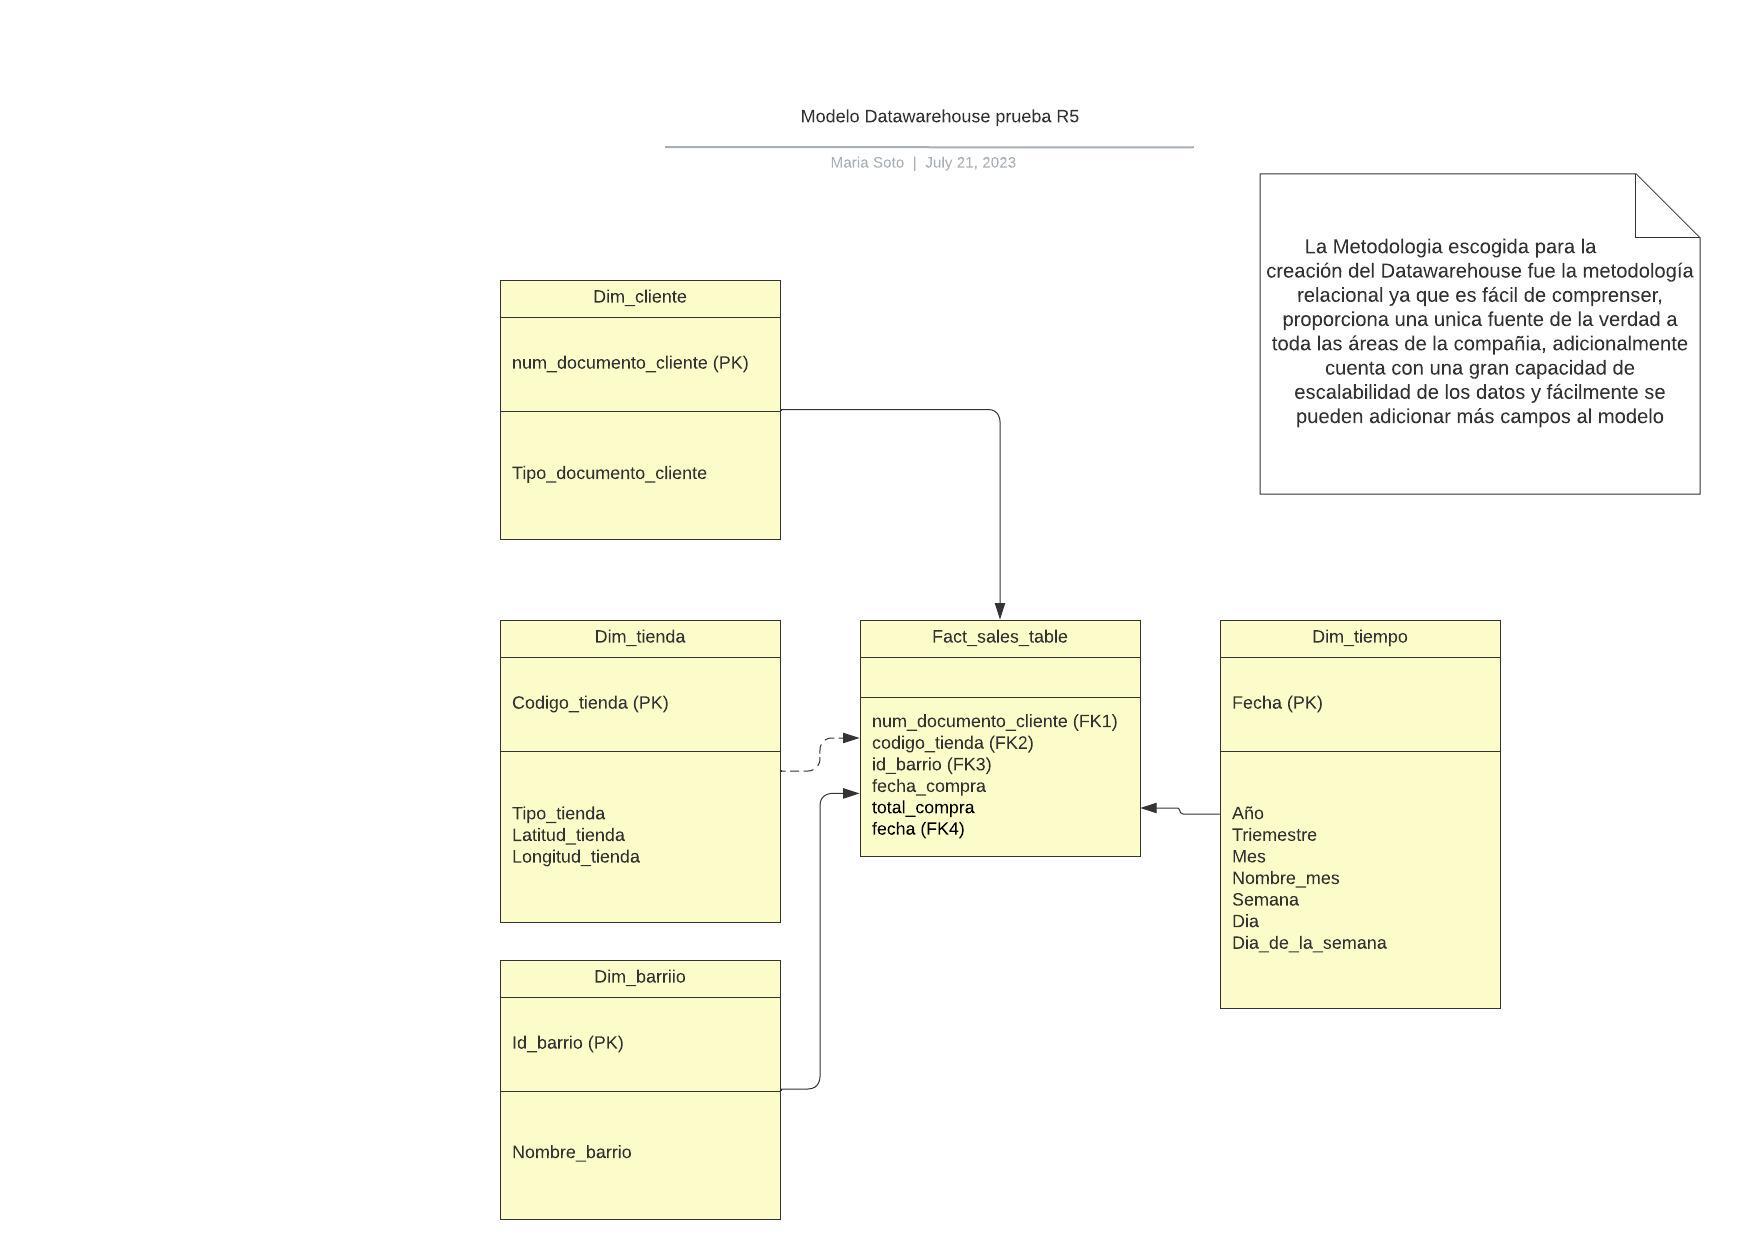 Modelo Datawarehouse prueba R5
Maria Soto | July 21, 2023
La Metodologia escogida para la
creación del Datawarehouse fue la metodología
relacional ya que es fácil de comprenser,
proporciona una unica fuente de la verdad a
toda las áreas de la compañia, adicionalmente
cuenta con una gran capacidad de
escalabilidad de los datos y fácilmente se
pueden adicionar más campos al modelo
Dim_cliente
num_documento_cliente (PK)
Tipo_documento_cliente
Dim_tienda
Codigo_tienda (PK)
Tipo_tienda
Latitud_tienda
Longitud_tienda
Fact_sales_table
num_documento_cliente (FK1)
codigo_tienda (FK2)
id_barrio (FK3)
fecha_compra
total_compra
fecha (FK4)
Dim_tiempo
Fecha (PK)
Año
Triemestre
Mes
Nombre_mes
Semana
Dia
Dia_de_la_semana
Dim_barriio
Id_barrio (PK)
Nombre_barrio